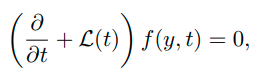 (∂/∂t + ℒ(t)) f(y, t) = 0,